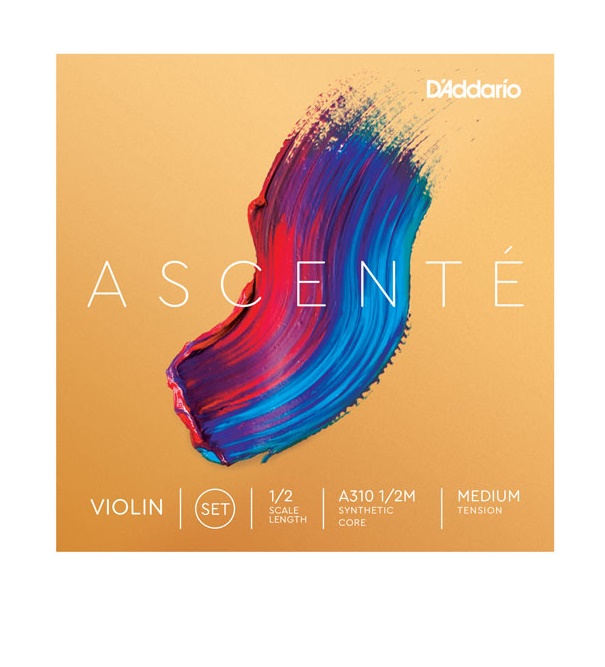 D'Addario
ASCENTÉ
VIOLIN
SET
1/2
SCALE
LENGTH
A310 1/2M
SYNTHETIC
CORE
MEDIUM
TENSION